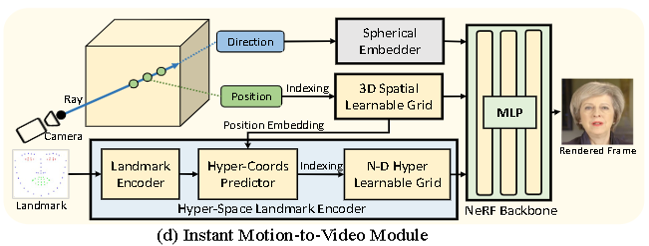 Direction
Spherical
Embedder
Ray
Position
Indexing
3D Spatial
Learnable Grid
MLP
Camera
Position Embedding
Rendered Frame
Landmark
Encoder
Hyper-Coords
Predictor
Indexing
N-D Hyper
Learnable Grid
Landmark
Hyper-Space Landmark Encoder
NeRF Backbone
(d) Instant Motion-to-Video Module